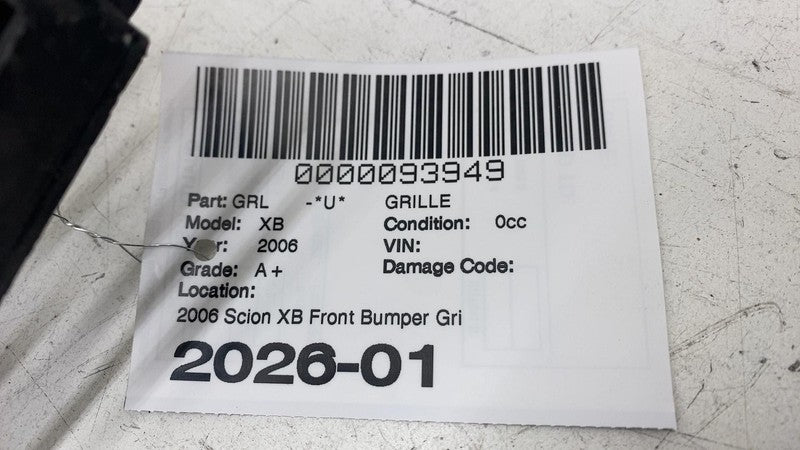 0000093949
Part: GRL -*U* GRILLE
Model: XB Condition: 0cc
Year: 2006 VIN:
Grade: A+ Damage Code:
Location:
2006 Scion XB Front Bumper Gri
2026-01